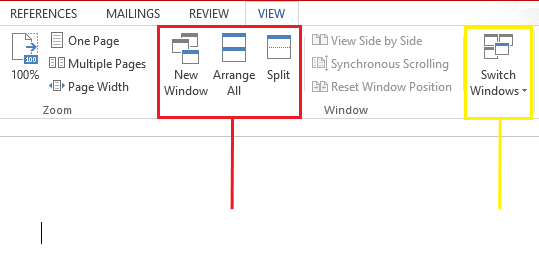 REFERENCES MAILINGS REVIEW VIEW
100
100%
One Page
Multiple Pages
Page Width
Zoom
New
Window
Arrange
All
Split
View Side by Side
Synchronous Scrolling
Reset Window Position
Window
Switch
Windows